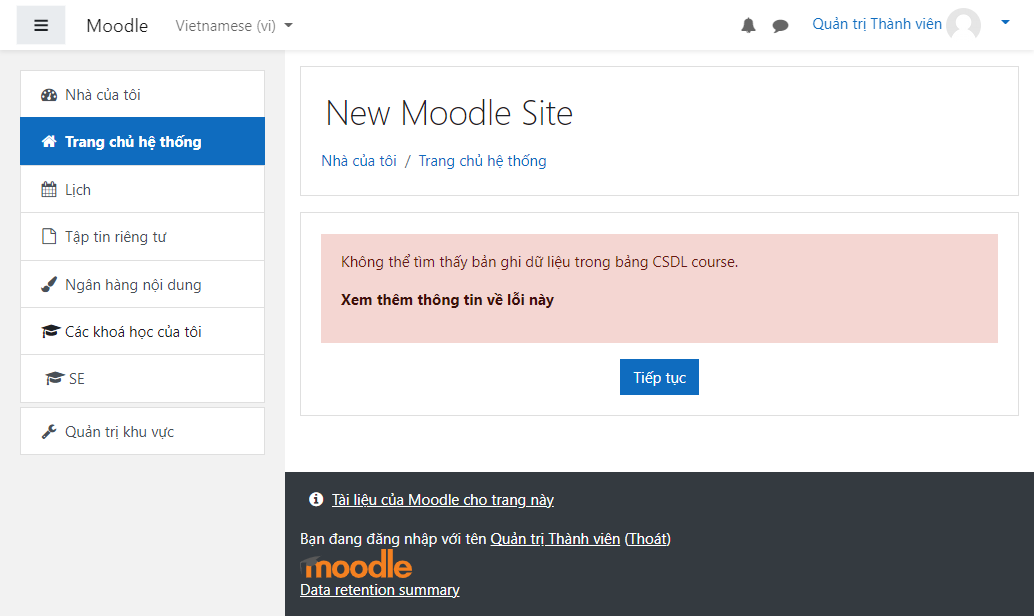 Moodle
Vietnamese (vi)
Quản trị Thành viên
Nhà của tôi
Trang chủ hệ thống
Lịch
Tập tin riêng tư
Ngân hàng nội dung
Các khoá học của tôi
SE
Quản trị khu vực
New Moodle Site
Nhà của tôi / Trang chủ hệ thống
Không thể tìm thấy bản ghi dữ liệu trong bảng CSDL course.
Xem thêm thông tin về lỗi này
Tiếp tục
Tài liệu của Moodle cho trang này
Bạn đang đăng nhập với tên Quản trị Thành viên (Thoát)
moodle
Data retention summary